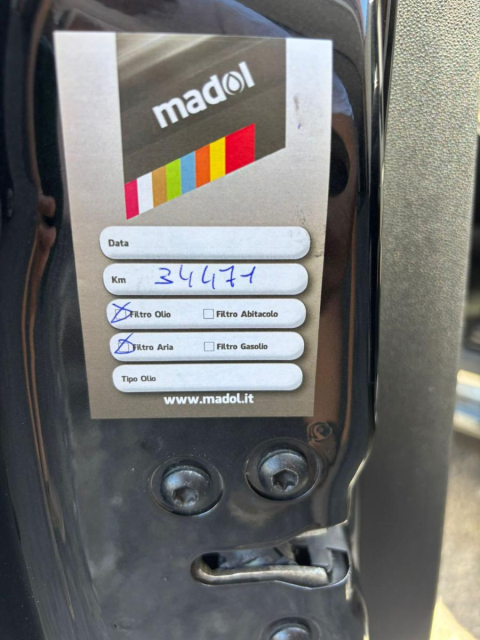 madol
Data
Km 34471
Filtro Olio Filtro Abitacolo
Filtro Aria Filtro Gasolio
Tipo Olio
www.madol.it